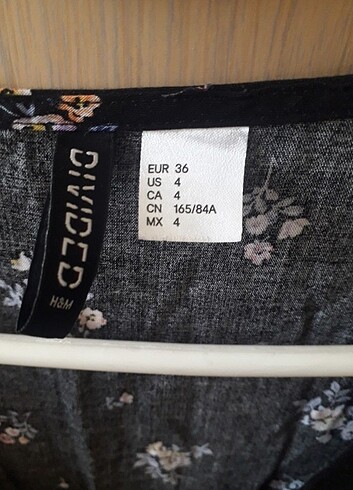 DIVIDED
H&M
EUR 36
US 4
CA 4
CN 165/84A
MX 4